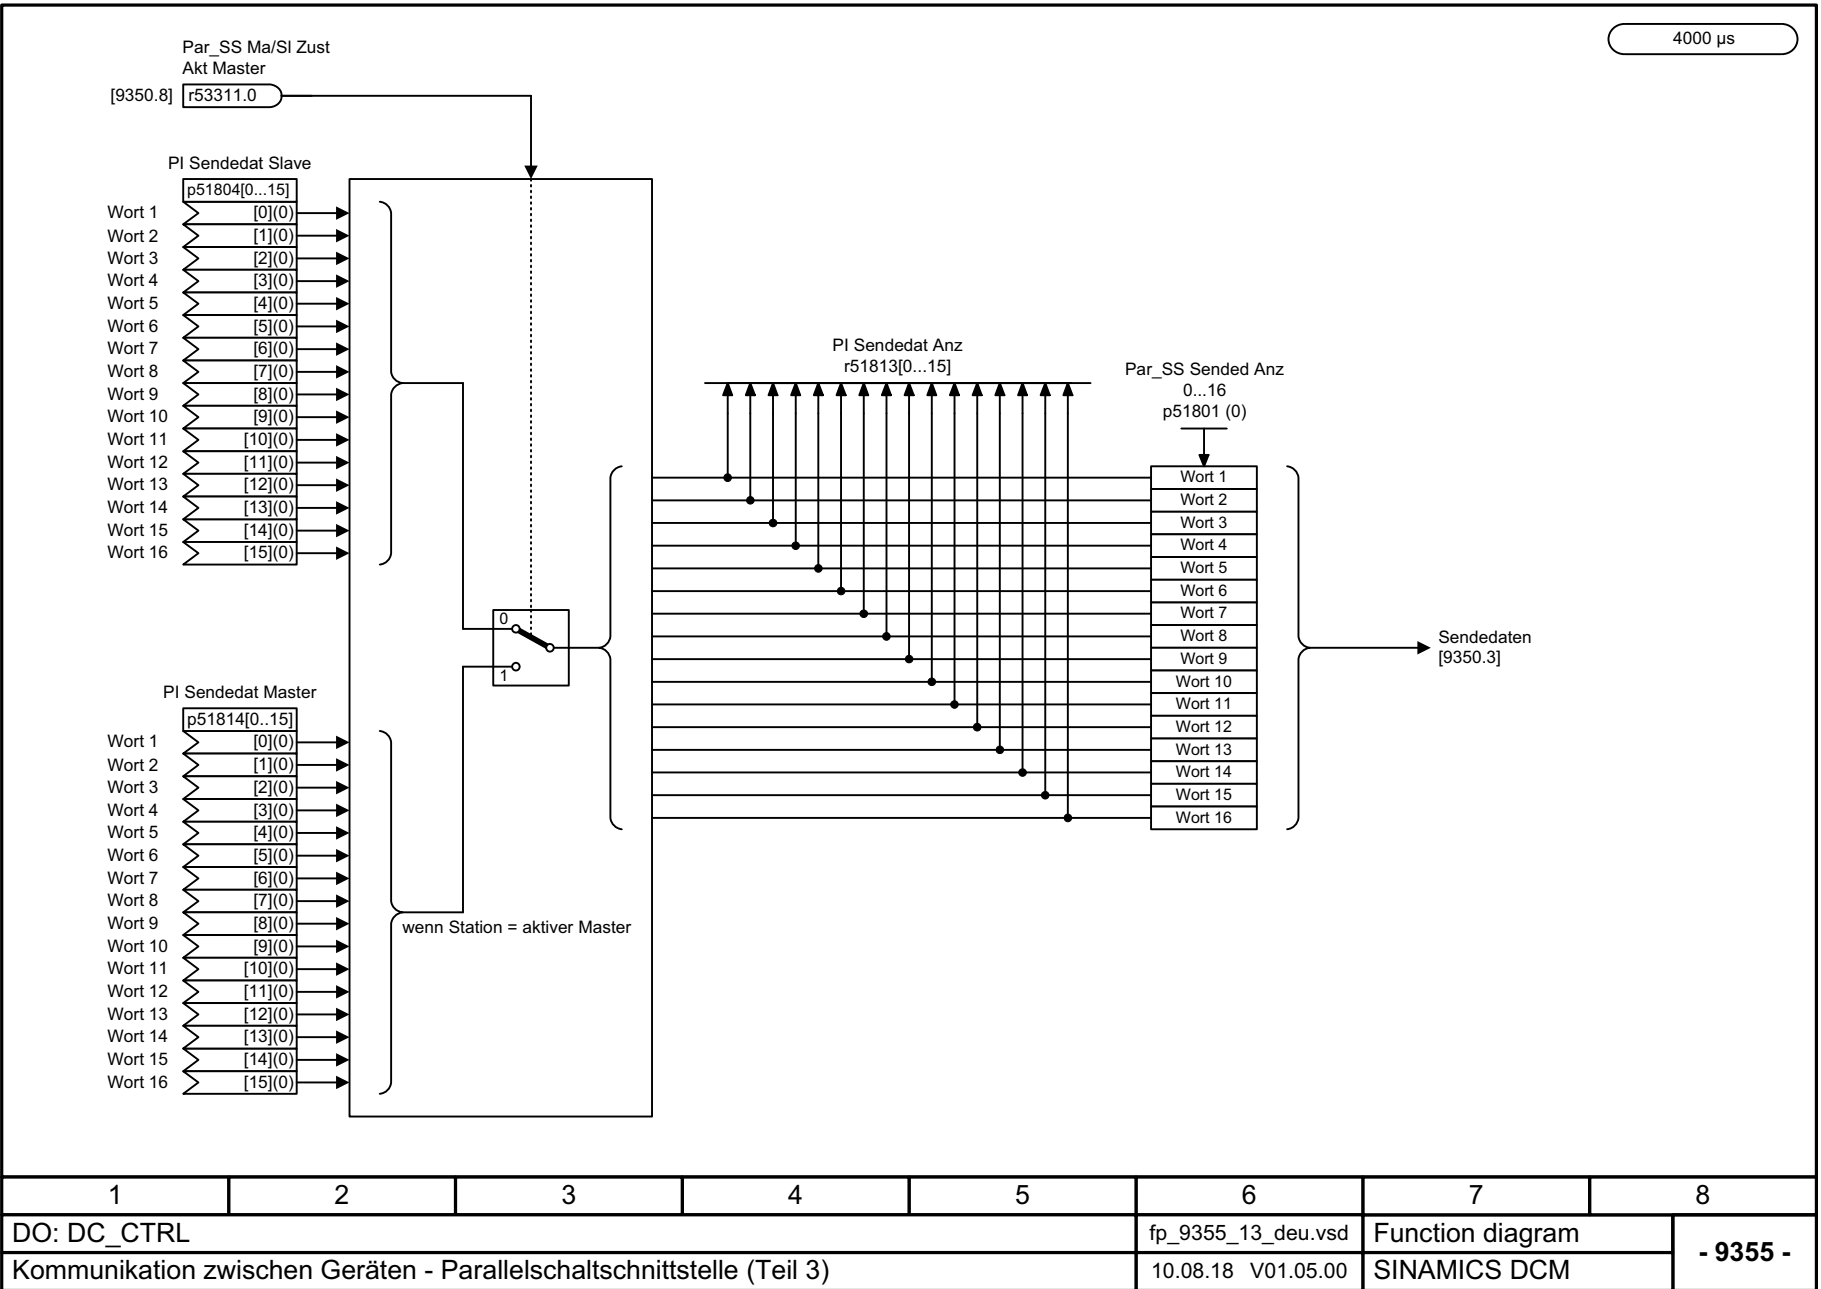 4000 µs
Par_SS Ma/Sl Zust
Akt Master
[9350.8] r53311.0
PI Sendedat Slave
p51804[0...15]
Wort 1 [0](0)
Wort 2 [1](0)
Wort 3 [2](0)
Wort 4 [3](0)
Wort 5 [4](0)
Wort 6 [5](0)
Wort 7 [6](0)
Wort 8 [7](0)
Wort 9 [8](0)
Wort 10 [9](0)
Wort 11 [10](0)
Wort 12 [11](0)
Wort 13 [12](0)
Wort 14 [13](0)
Wort 15 [14](0)
Wort 16 [15](0)
0
1
PI Sendedat Master
p51814[0..15]
Wort 1 [0](0)
Wort 2 [1](0)
Wort 3 [2](0)
Wort 4 [3](0)
Wort 5 [4](0)
Wort 6 [5](0)
Wort 7 [6](0)
Wort 8 [7](0)
Wort 9 [8](0)
Wort 10 [9](0)
Wort 11 [10](0)
Wort 12 [11](0)
Wort 13 [12](0)
Wort 14 [13](0)
Wort 15 [14](0)
Wort 16 [15](0)
wenn Station = aktiver Master
PI Sendedat Anz
r51813[0...15]
Par_SS Sended Anz
0...16
p51801 (0)
Wort 1
Wort 2
Wort 3
Wort 4
Wort 5
Wort 6
Wort 7
Wort 8
Wort 9
Wort 10
Wort 11
Wort 12
Wort 13
Wort 14
Wort 15
Wort 16
Sendedaten
[9350.3]
1 2 3 4 5 6 7 8
DO: DC_CTRL fp_9355_13_deu.vsd Function diagram
- 9355 -
Kommunikation zwischen Geräten - Parallelschaltschnittstelle (Teil 3) 10.08.18 V01.05.00 SINAMICS DCM